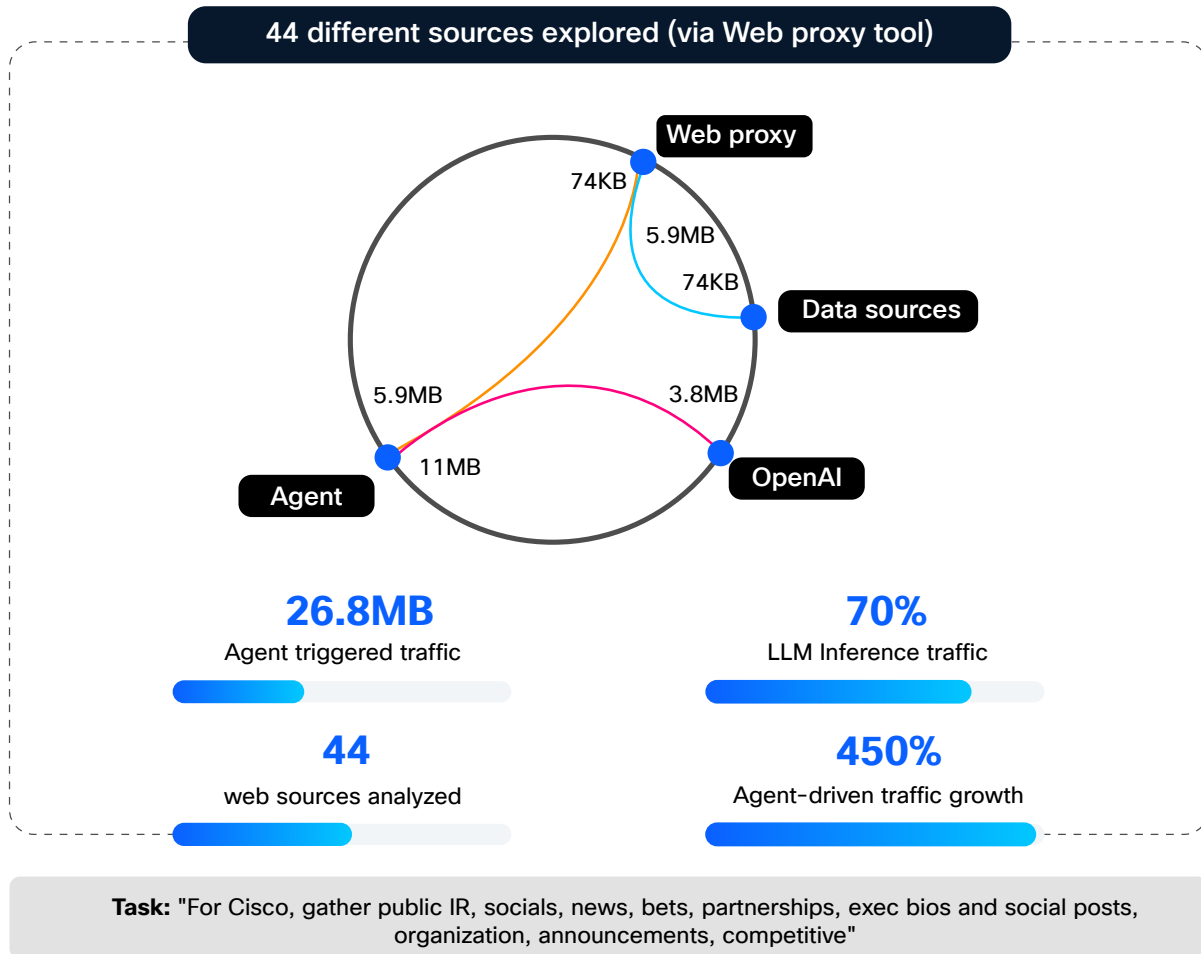 44 different sources explored (via Web proxy tool)
Web proxy
74KB
5.9MB
74KB
Data sources
5.9MB
3.8MB
11MB
OpenAI
Agent
26.8MB
Agent triggered traffic
70%
LLM Inference traffic
44
web sources analyzed
450%
Agent-driven traffic growth
Task: "For Cisco, gather public IR, socials, news, bets, partnerships, exec bios and social posts,
organization, announcements, competitive"